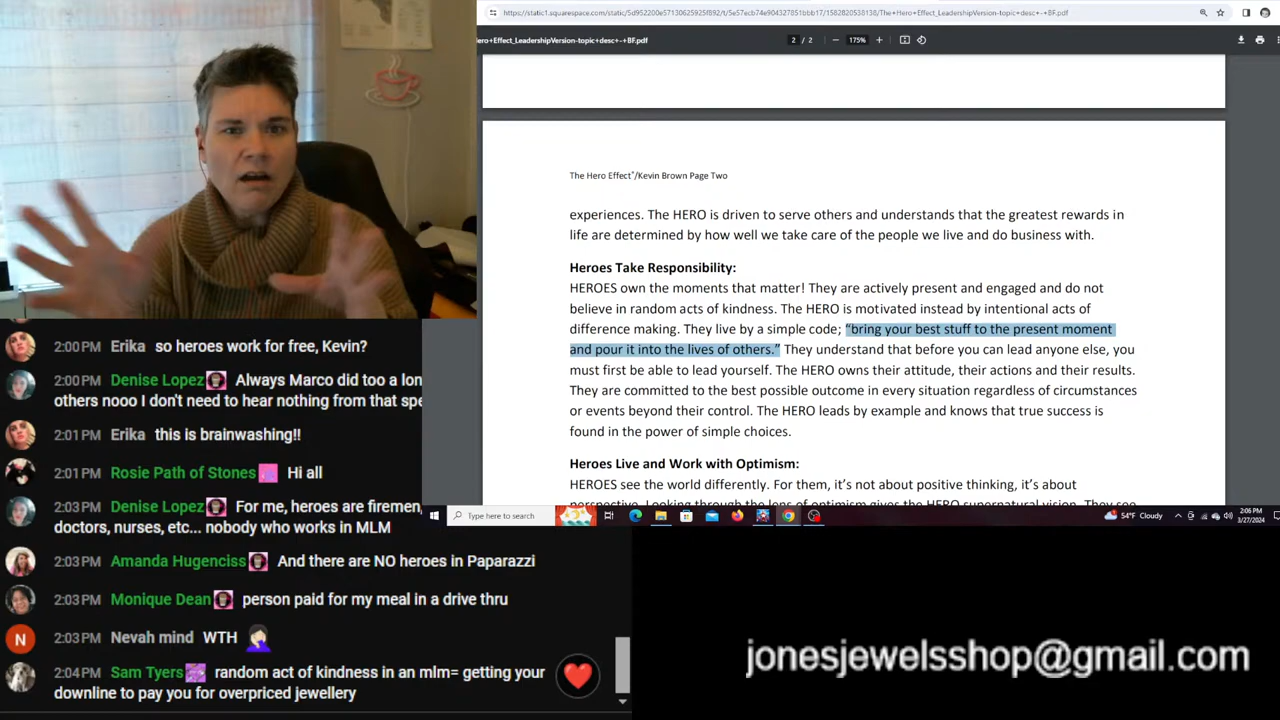 https://static1.squarespace.com/static/5d952200e57130625925f892/t/5e57ecb74e904327851bbb17/1582820538138/The+Hero+Effect_LeadershipVersion-topic+desc+-+BF.pdf
ero+Effect_LeadershipVersion-topic+desc+-+BF.pdf
2 / 2
175%
The Hero Effect®/Kevin Brown Page Two
experiences. The HERO is driven to serve others and understands that the greatest rewards in
life are determined by how well we take care of the people we live and do business with.
Heroes Take Responsibility:
HEROES own the moments that matter! They are actively present and engaged and do not
believe in random acts of kindness. The HERO is motivated instead by intentional acts of
difference making. They live by a simple code; “bring your best stuff to the present moment
and pour it into the lives of others.” They understand that before you can lead anyone else, you
must first be able to lead yourself. The HERO owns their attitude, their actions and their results.
They are committed to the best possible outcome in every situation regardless of circumstances
or events beyond their control. The HERO leads by example and knows that true success is
found in the power of simple choices.
Heroes Live and Work with Optimism:
HEROES see the world differently. For them, it’s not about positive thinking, it’s about
perspective. Looking through the lens of optimism gives the HERO supernatural vision. They see
Type here to search
54°F Cloudy
2:06 PM
3/27/2024
2:00 PM Erika so heroes work for free, Kevin?
2:00 PM Denise Lopez Always Marco did too a lon
others nooo I don't need to hear nothing from that spe
2:01 PM Erika this is brainwashing!!
2:01 PM Rosie Path of Stones Hi all
2:03 PM Denise Lopez For me, heroes are firemen,
doctors, nurses, etc... nobody who works in MLM
2:03 PM Amanda Hugenciss And there are NO heroes in Paparazzi
2:03 PM Monique Dean person paid for my meal in a drive thru
N
2:03 PM Nevah mind WTH
2:04 PM Sam Tyers random act of kindness in an mlm= getting your
downline to pay you for overpriced jewellery
jonesjewelsshop@gmail.com